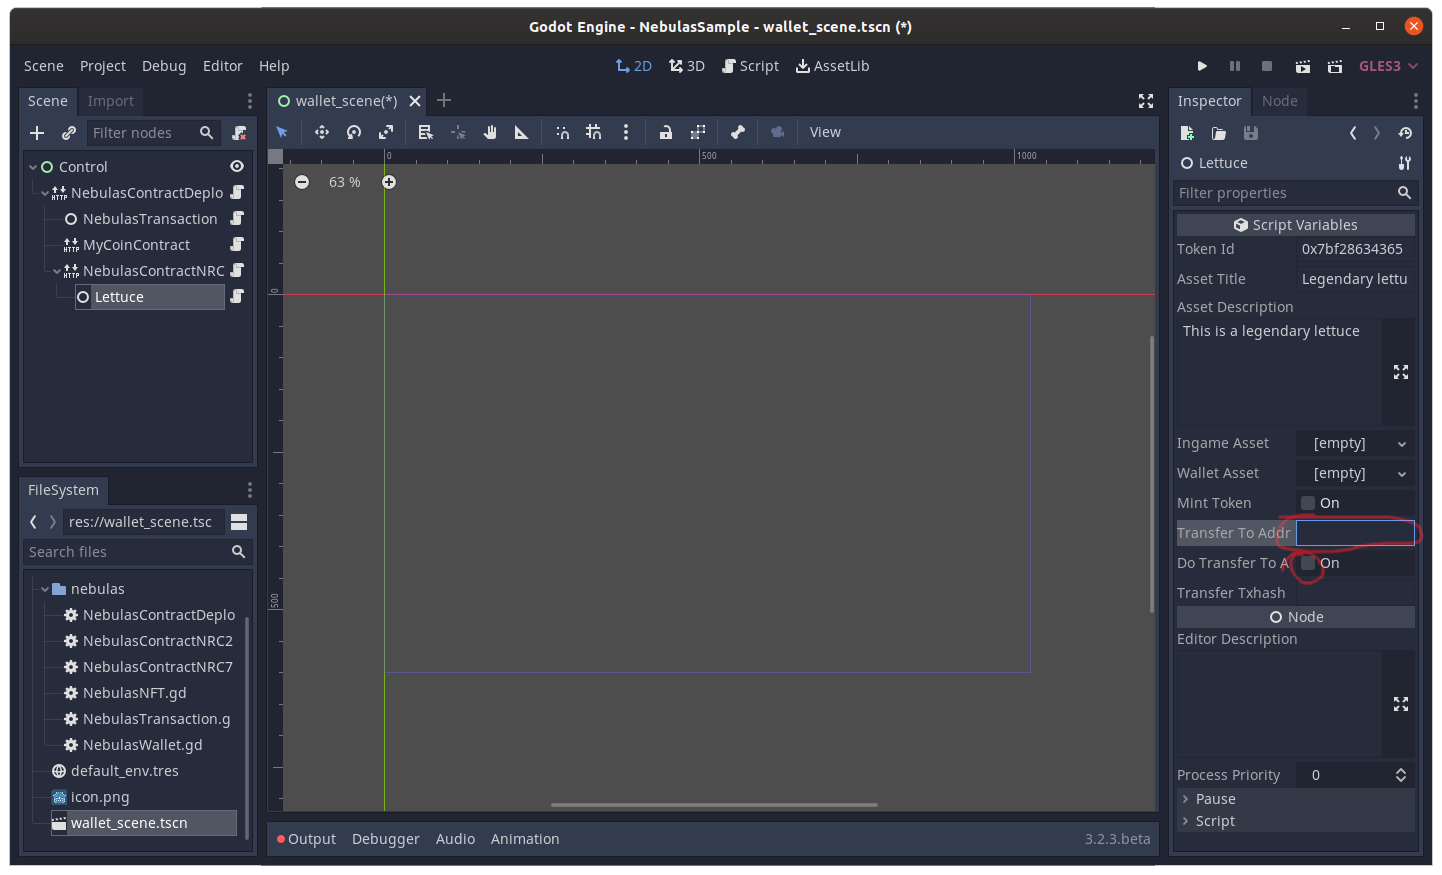 Godot Engine - NebulasSample - wallet_scene.tscn (*)
Scene Project Debug Editor Help
2D 3D Script AssetLib
GLES3
Scene Import
Filter nodes
Control
NebulasContractDeplo
NebulasTransaction
MyCoinContract
NebulasContractNRC
Lettuce
FileSystem
res://wallet_scene.tsc
Search files
nebulas
NebulasContractDeplo
NebulasContractNRC2
NebulasContractNRC7
NebulasNFT.gd
NebulasTransaction.g
NebulasWallet.gd
default_env.tres
icon.png
wallet_scene.tscn
wallet_scene(*)
View
0 500 1000
63 %
0
500
Output Debugger Audio Animation 3.2.3.beta
Inspector Node
Lettuce
Filter properties
Script Variables
Token Id 0x7bf28634365
Asset Title Legendary lettu
Asset Description
This is a legendary lettuce
Ingame Asset [empty]
Wallet Asset [empty]
Mint Token On
Transfer To Addr
Do Transfer To A On
Transfer Txhash
Node
Editor Description
Process Priority 0
Pause
Script